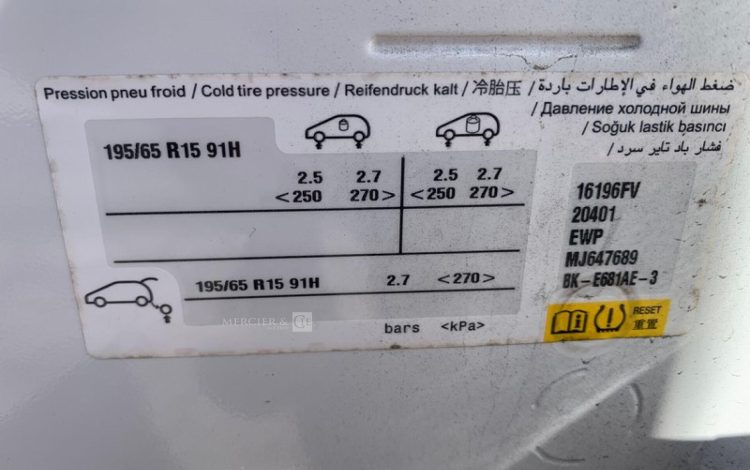 Pression pneu froid / Cold tire pressure / Reifendruck kalt / 冷胎压 / ضغط الهواء في الإطارات باردة
/ Давление холодной шины
/ Soğuk lastik basıncı
/ فشار باد تایر سرد
195/65 R15 91H
2.5 2.7 2.5 2.7
<250 270> <250 270>
195/65 R15 91H 2.7 <270>
bars <kPa>
16196FV
20401
EWP
MJ647689
BK-E681AE-3
RESET
重置
MERCIER &